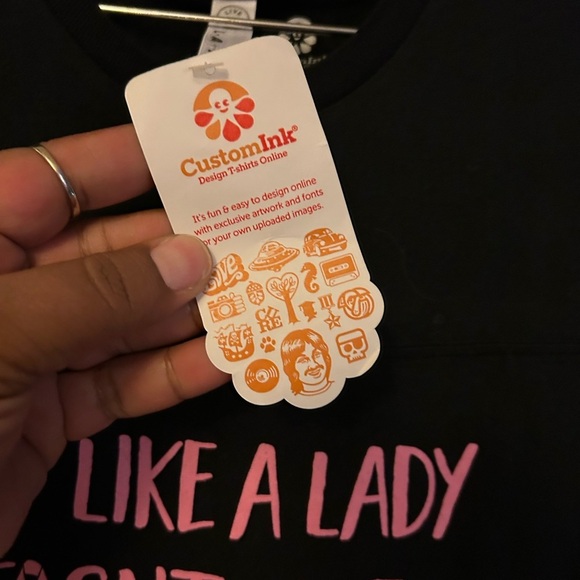 CustomInk®
Design T-shirts Online
It's fun & easy to design online
with exclusive artwork and fonts
or your own uploaded images.
LIKE A LADY